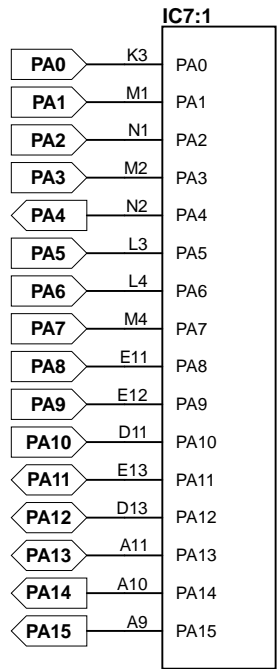 IC7:1
PA0 K3 PA0
PA1 M1 PA1
PA2 N1 PA2
PA3 M2 PA3
PA4 N2 PA4
PA5 L3 PA5
PA6 L4 PA6
PA7 M4 PA7
PA8 E11 PA8
PA9 E12 PA9
PA10 D11 PA10
PA11 E13 PA11
PA12 D13 PA12
PA13 A11 PA13
PA14 A10 PA14
PA15 A9 PA15